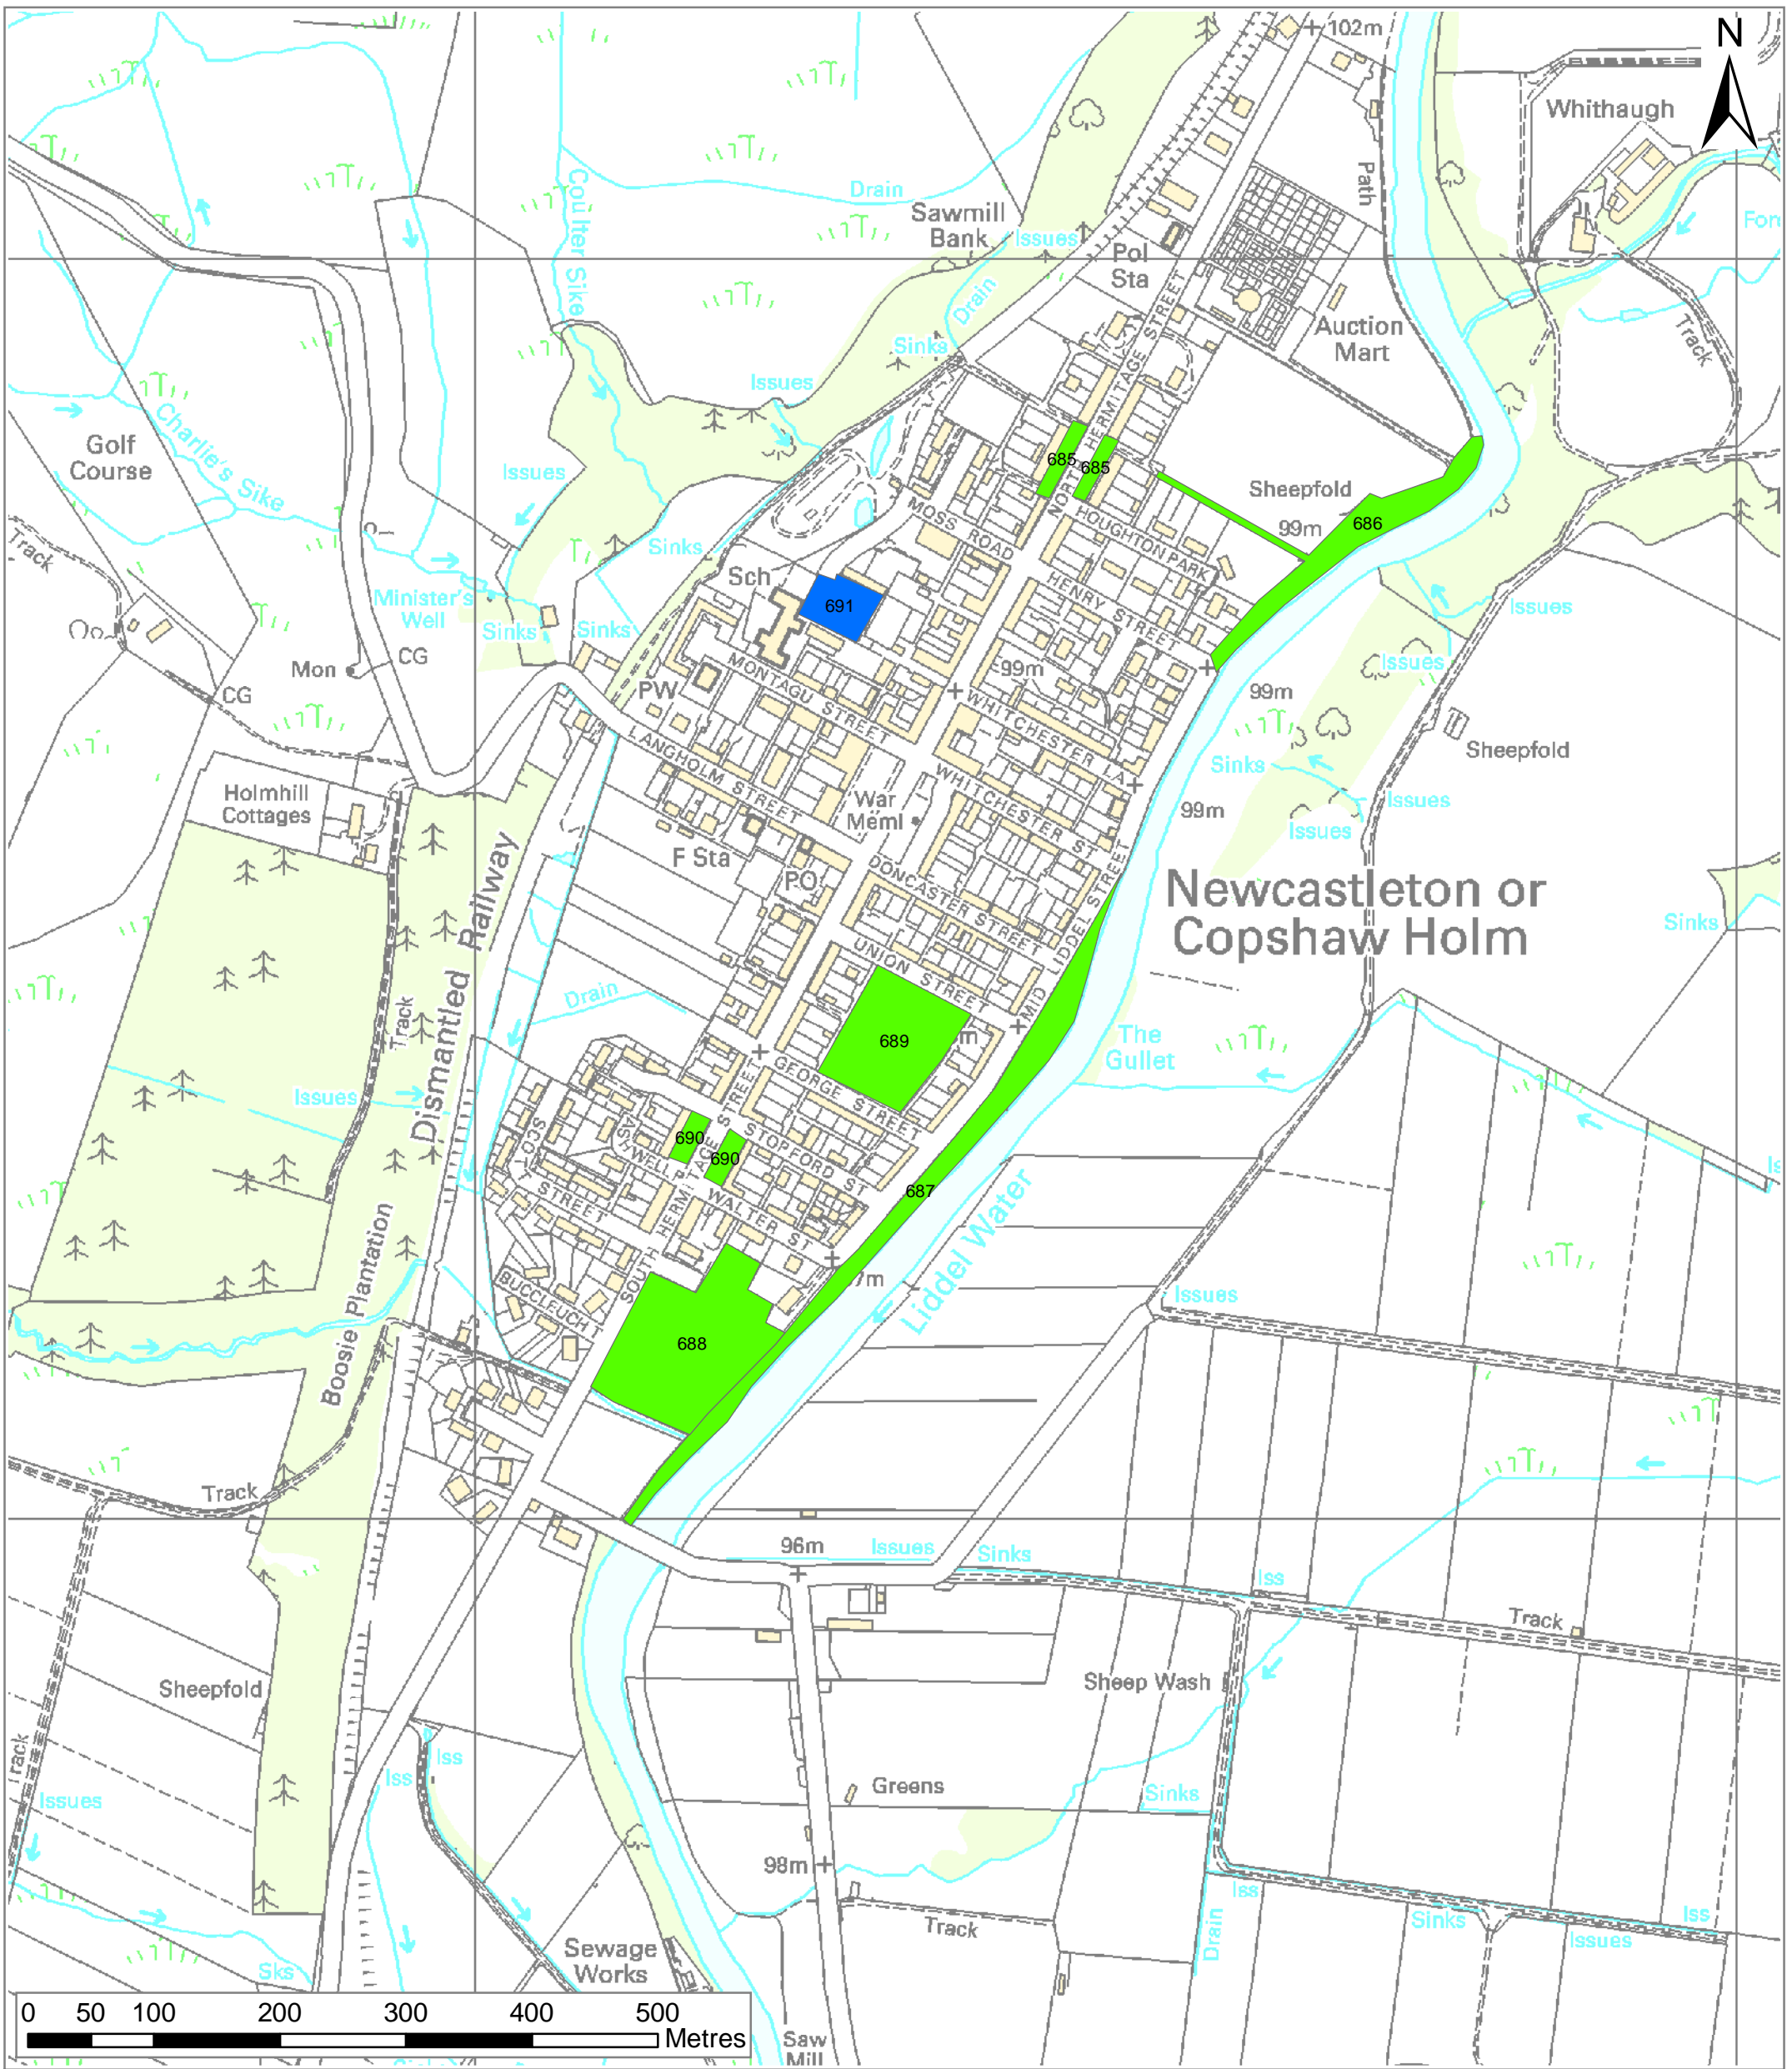 102m
N
Whithaugh
Path
Coulter Sike
Drain
Sawmill
Bank
Issues
Pol
Sta
Drain
Auction
Mart
Track
Sinks
Issues
Charlie's Sike
Golf
Course
Issues
685
685
NORTH HERMITAGE STREET
Sheepfold
99m
686
MOSS ROAD
HOUGHTON PARK
Track
Sinks
Sch
691
HENRY STREET
Minister's
Well
Sinks
Sinks
Issues
Mon
CG
CG
MONTAGU STREET
PW
99m
Issues
99m
WHITCHESTER LA
LANGHOLM STREET
Sheepfold
Sinks
Holmhill
Cottages
War
Meml
WHITCHESTER ST
99m
Issues
Issues
F Sta
PO
DONCASTER STREET
Newcastleton or
Copshaw Holm
Sinks
Dismantled Railway
UNION STREET
MID LIDDEL STREET
Drain
Track
689
m
The
Gullet
GEORGE STREET
Issues
SCOTT STREET
690
690
STOPFORD ST
687
WALTER ST
SOUTH HERMITAGE STREET
Boosie Plantation
BUCCLEUCH T
7m
Liddel Water
Issues
688
Track
96m
Issues
Sinks
Iss
Track
Sheepfold
Sheep Wash
Track
Iss
Iss
Greens
Sinks
Issues
98m
Iss
Drain
Sinks
Iss
Issues
Track
Sewage
Works
Sks
0 50 100 200 300 400 500
Metres
Saw
Mill